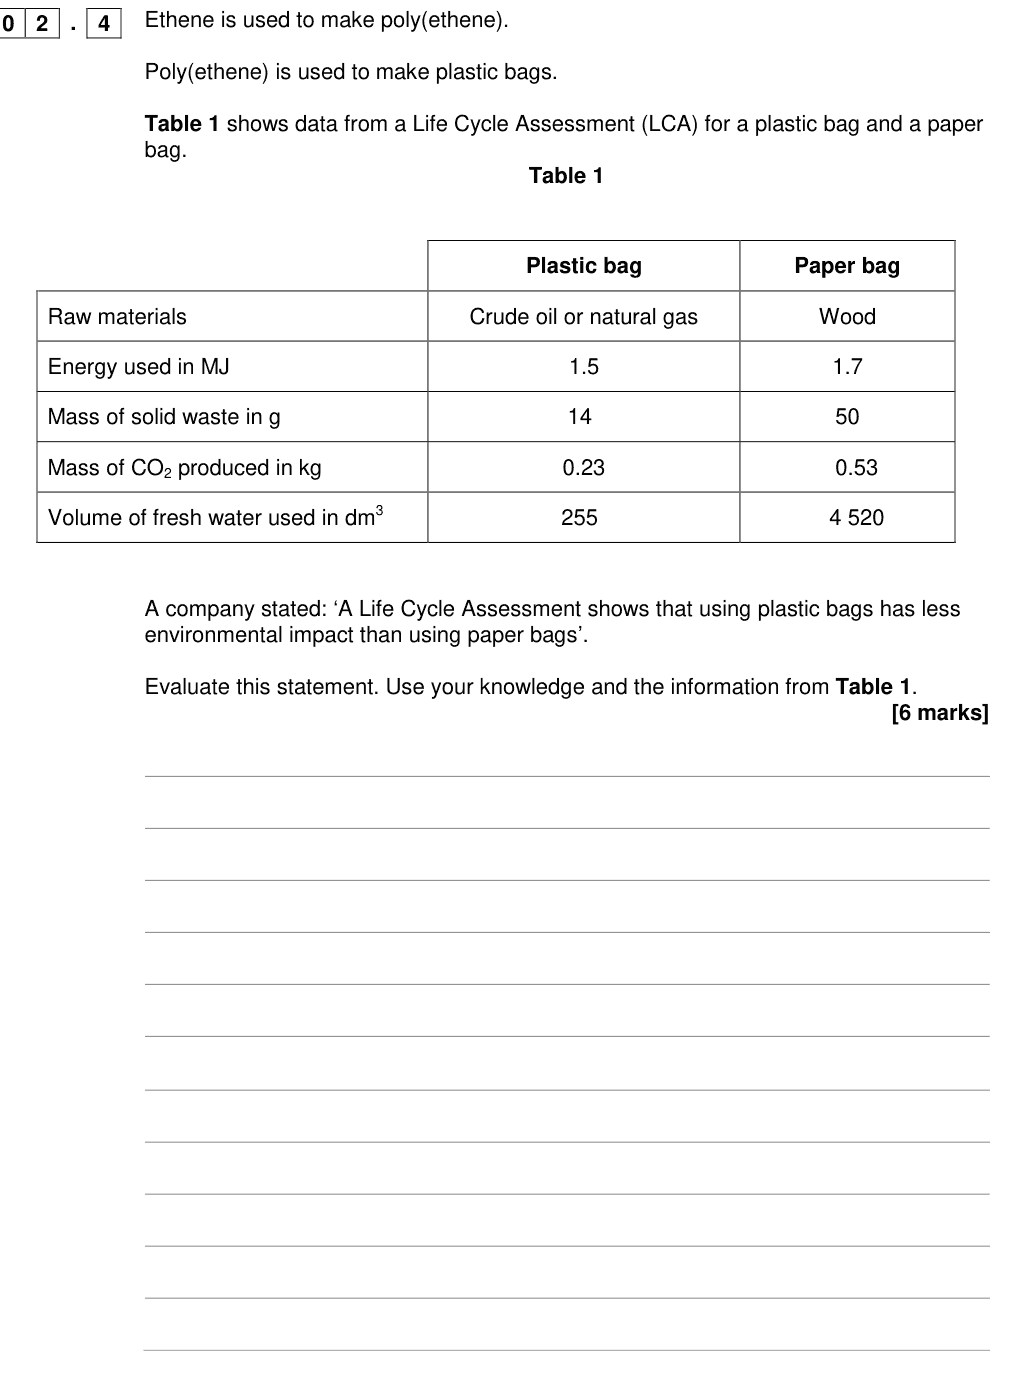 0 2 . 4 Ethene is used to make poly(ethene).
Poly(ethene) is used to make plastic bags.
Table 1 shows data from a Life Cycle Assessment (LCA) for a plastic bag and a paper
bag.
Table 1
Plastic bag Paper bag
Raw materials Crude oil or natural gas Wood
Energy used in MJ 1.5 1.7
Mass of solid waste in g 14 50
Mass of CO₂ produced in kg 0.23 0.53
Volume of fresh water used in dm³ 255 4 520
A company stated: ‘A Life Cycle Assessment shows that using plastic bags has less
environmental impact than using paper bags’.
Evaluate this statement. Use your knowledge and the information from Table 1.
[6 marks]